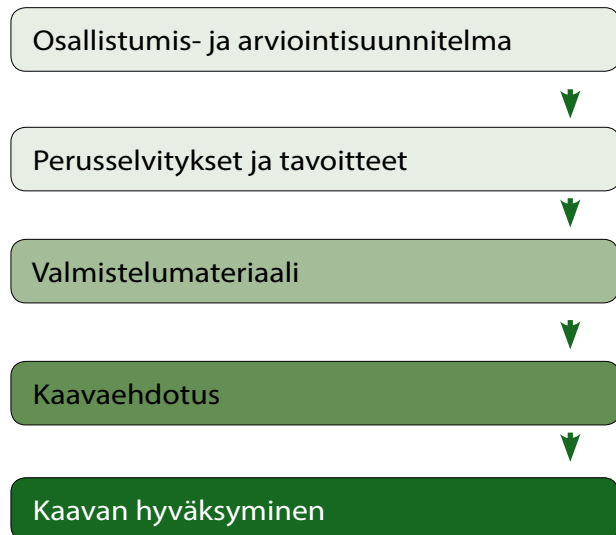 Osallistumis- ja arviointisuunnitelma
Perusselvitykset ja tavoitteet
Valmistelumateriaali
Kaavaehdotus
Kaavan hyväksyminen